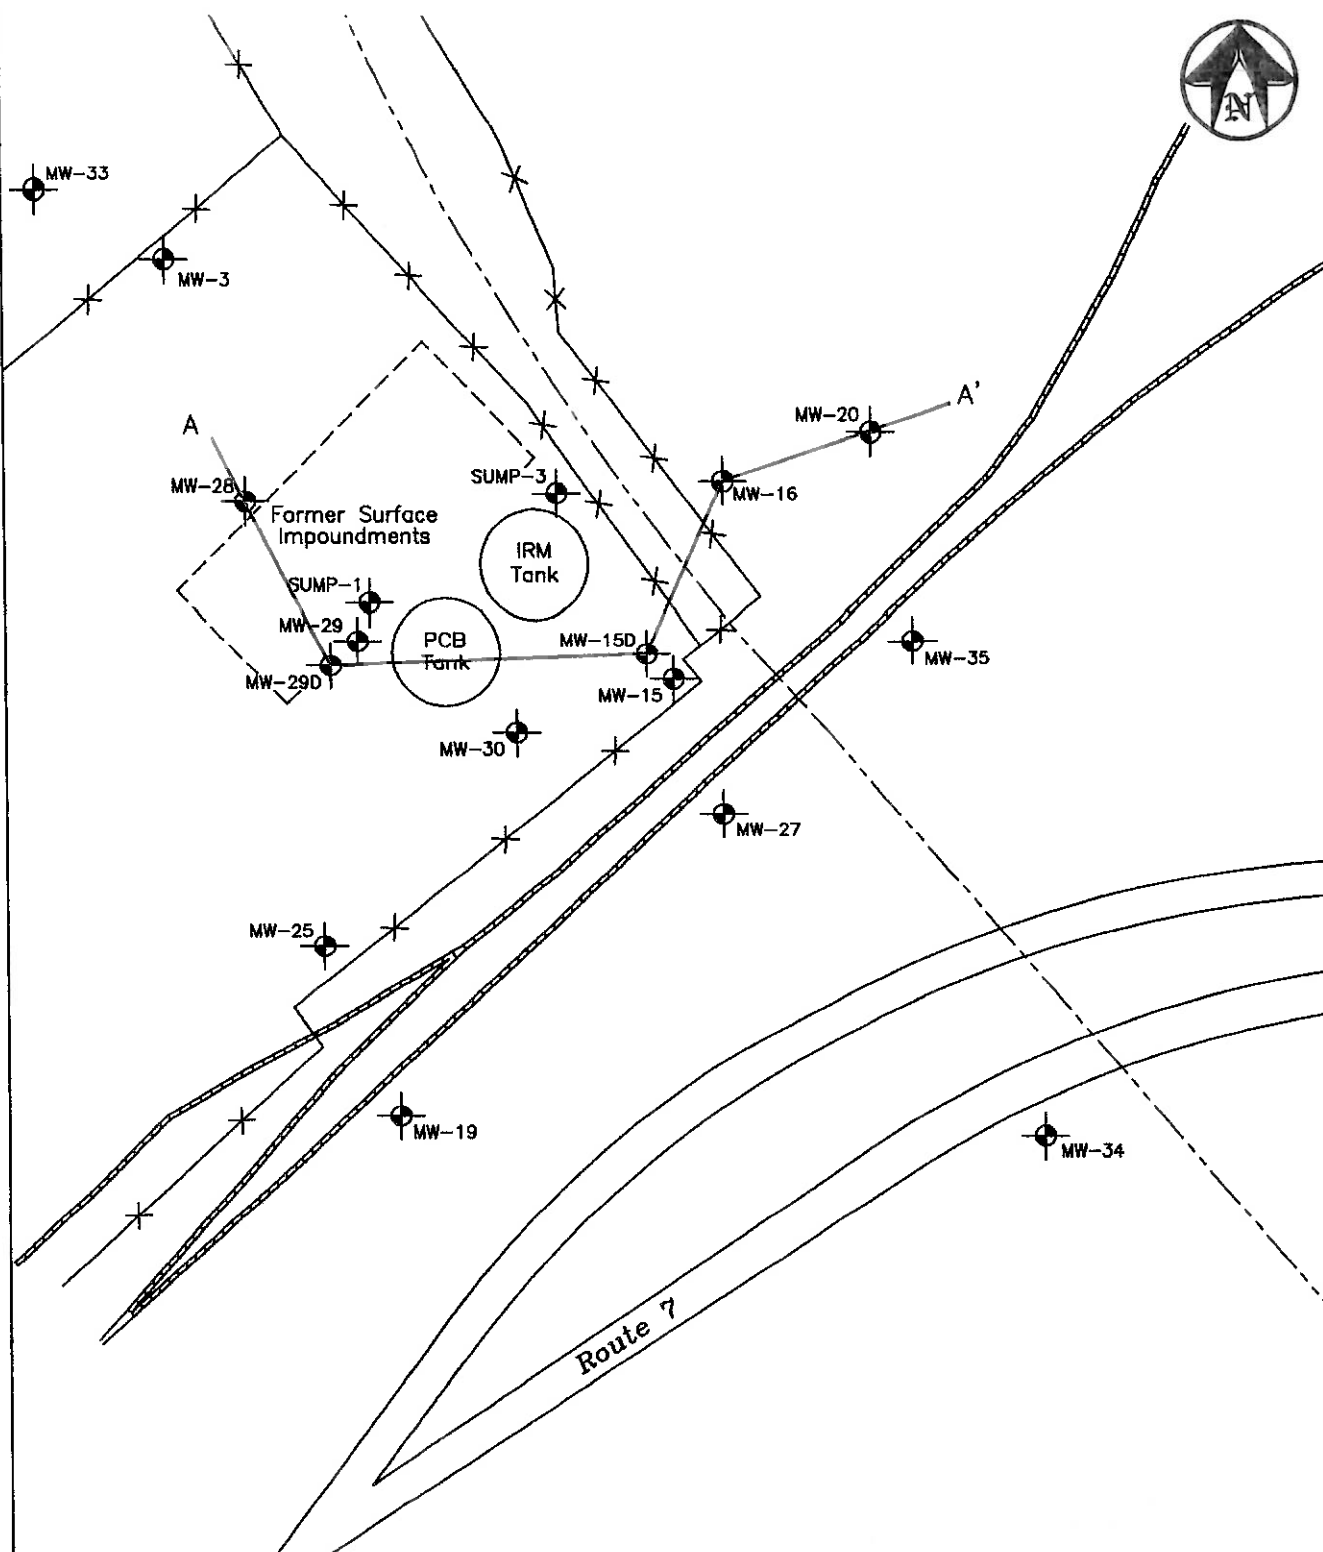 N
MW-33
MW-3
A
A'
MW-20
MW-28
SUMP-3
MW-16
Former Surface
Impoundments
IRM
Tank
SUMP-1
MW-29
PCB
Tank
MW-15D
MW-35
MW-29D
MW-15
MW-30
MW-27
MW-25
MW-19
MW-34
Route 7